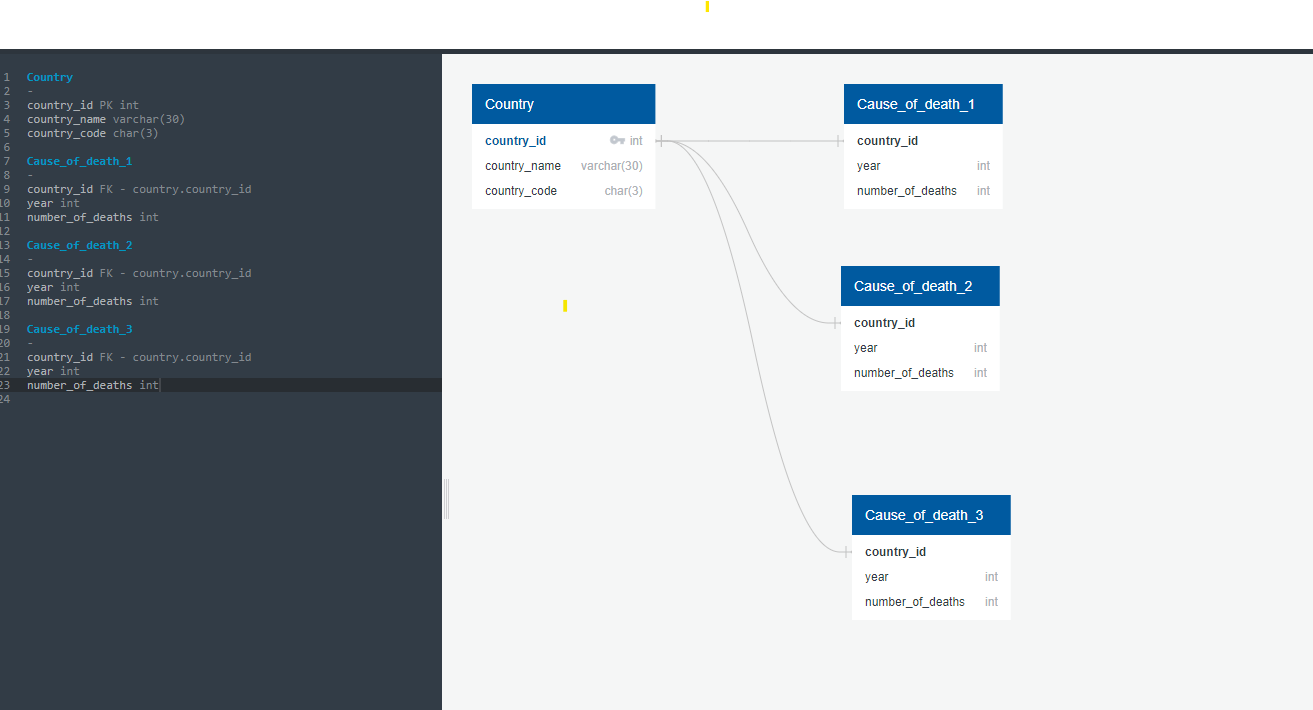 1 Country
2 -
3 country_id PK int
4 country_name varchar(30)
5 country_code char(3)
6
7 Cause_of_death_1
8 -
9 country_id FK - country.country_id
10 year int
11 number_of_deaths int
12
13 Cause_of_death_2
14 -
15 country_id FK - country.country_id
16 year int
17 number_of_deaths int
18
19 Cause_of_death_3
20 -
21 country_id FK - country.country_id
22 year int
23 number_of_deaths int
24
Country
country_id int
country_name varchar(30)
country_code char(3)
Cause_of_death_1
country_id
year int
number_of_deaths int
Cause_of_death_2
country_id
year int
number_of_deaths int
Cause_of_death_3
country_id
year int
number_of_deaths int